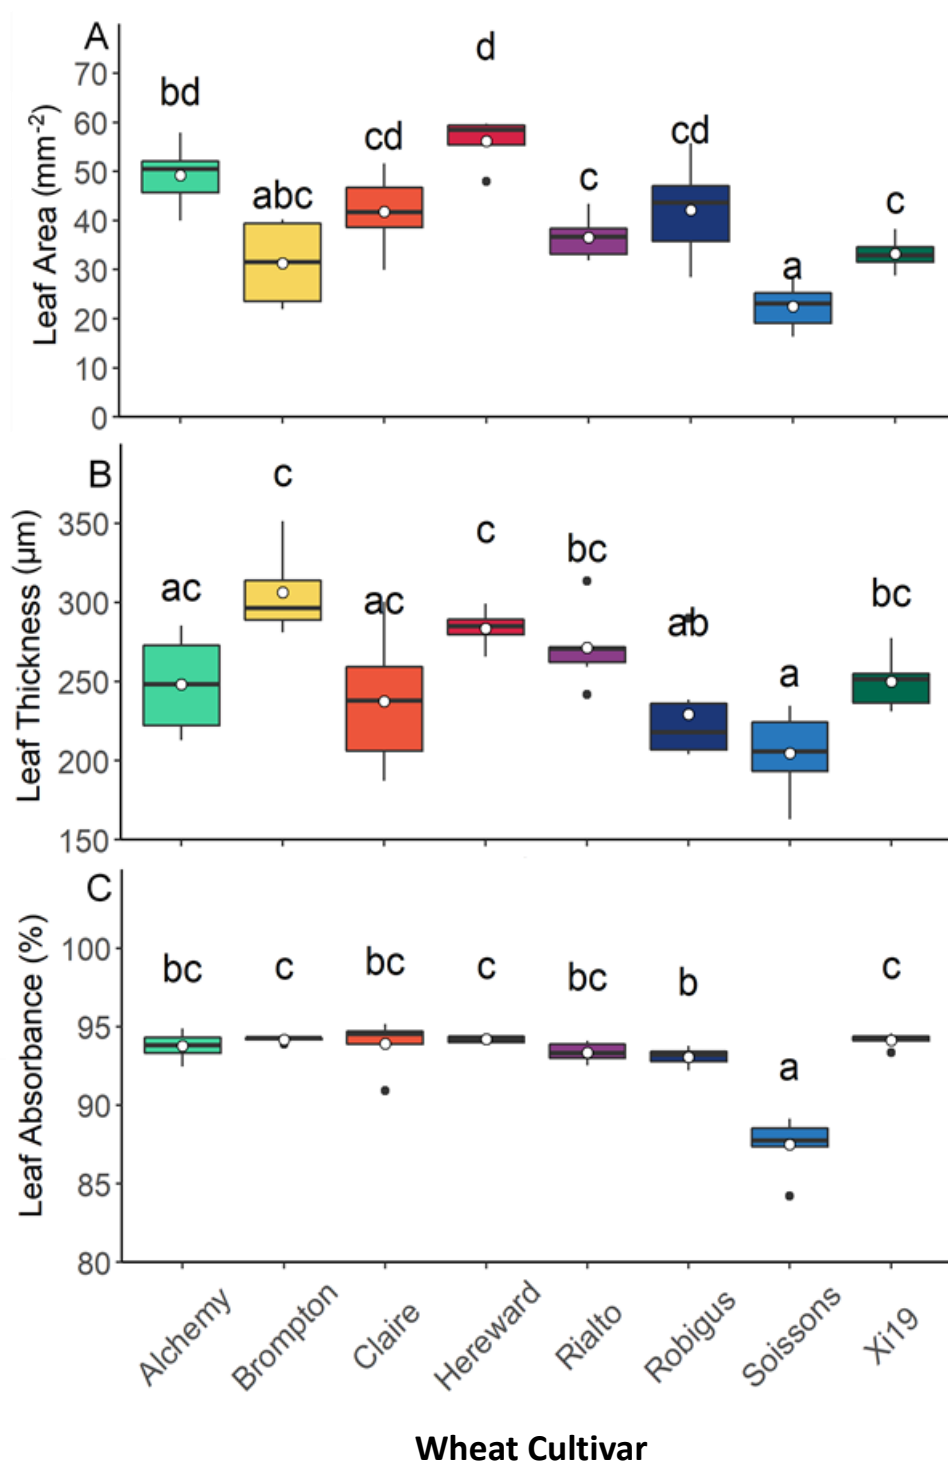 A
Leaf Area (mm⁻²)
70
60
50
40
30
20
10
0
bd
abc
cd
d
c
cd
a
c
B
Leaf Thickness (µm)
350
300
250
200
150
ac
c
ac
c
bc
ab
a
bc
C
Leaf Absorbance (%)
100
95
90
85
80
bc
c
bc
c
bc
b
a
c
Alchemy
Brompton
Claire
Hereward
Rialto
Robigus
Soissons
Xi19
Wheat Cultivar